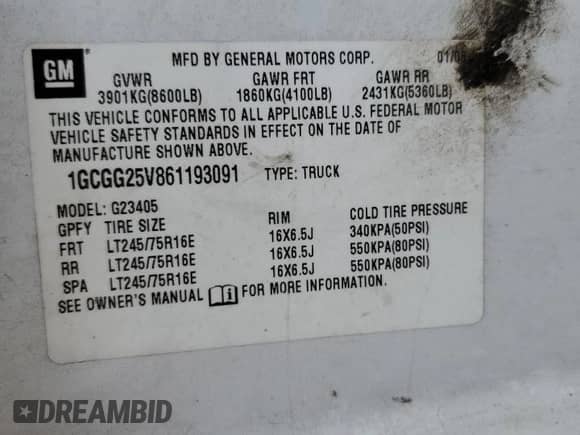 GM
MFD BY GENERAL MOTORS CORP. 01/0
GVWR GAWR FRT GAWR RR
3901KG(8600LB) 1860KG(4100LB) 2431KG(5360LB)
THIS VEHICLE CONFORMS TO ALL APPLICABLE U.S. FEDERAL MOTOR
VEHICLE SAFETY STANDARDS IN EFFECT ON THE DATE OF
MANUFACTURE SHOWN ABOVE.
1GCGG25V861193091 TYPE: TRUCK
MODEL: G23405
GPFY TIRE SIZE RIM COLD TIRE PRESSURE
FRT LT245/75R16E 16X6.5J 340KPA(50PSI)
RR LT245/75R16E 16X6.5J 550KPA(80PSI)
SPA LT245/75R16E 16X6.5J 550KPA(80PSI)
SEE OWNER'S MANUAL FOR MORE INFORMATION.
DREAMBID